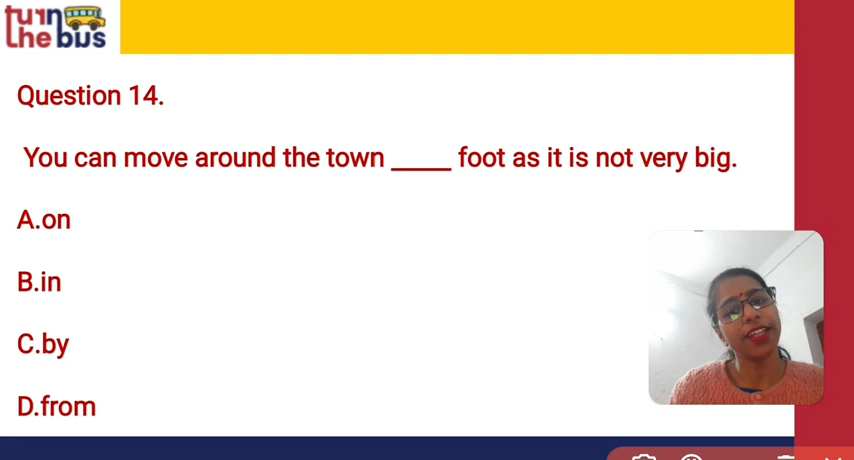 turn
the bus
Question 14.
You can move around the town _____ foot as it is not very big.
A.on
B.in
C.by
D.from